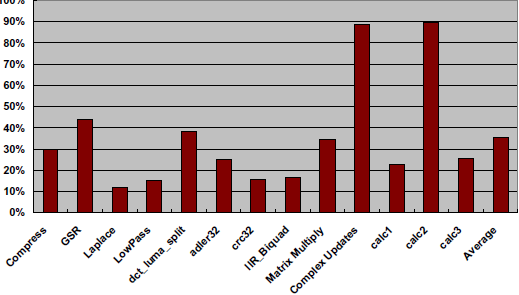 100%
90%
80%
70%
60%
50%
40%
30%
20%
10%
0%
Compress
GSR
Laplace
LowPass
dct_luma_split
adler32
crc32
IIR_Biquad
Matrix Multiply
Complex Updates
calc1
calc2
calc3
Average